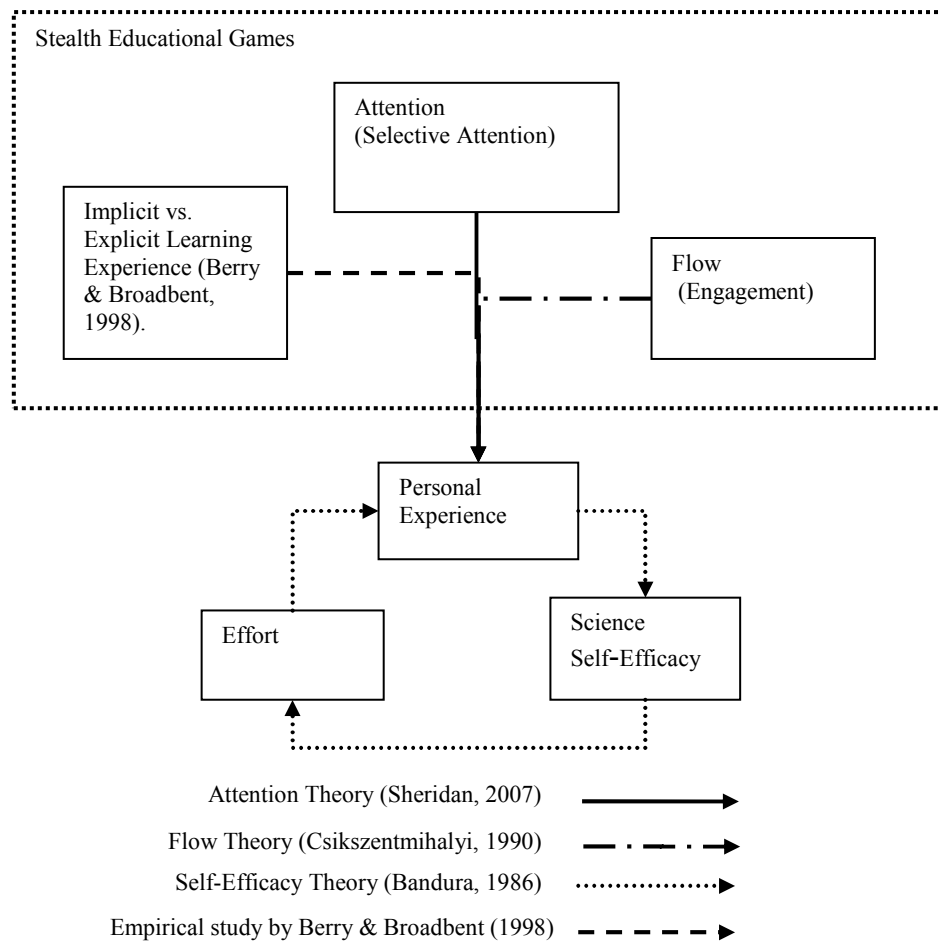 Stealth Educational Games
Attention
(Selective Attention)
Implicit vs.
Explicit Learning
Experience (Berry
& Broadbent,
1998).
Flow
(Engagement)
Personal
Experience
Effort
Science
Self-Efficacy
Attention Theory (Sheridan, 2007)
Flow Theory (Csikszentmihalyi, 1990)
Self-Efficacy Theory (Bandura, 1986)
Empirical study by Berry & Broadbent (1998)